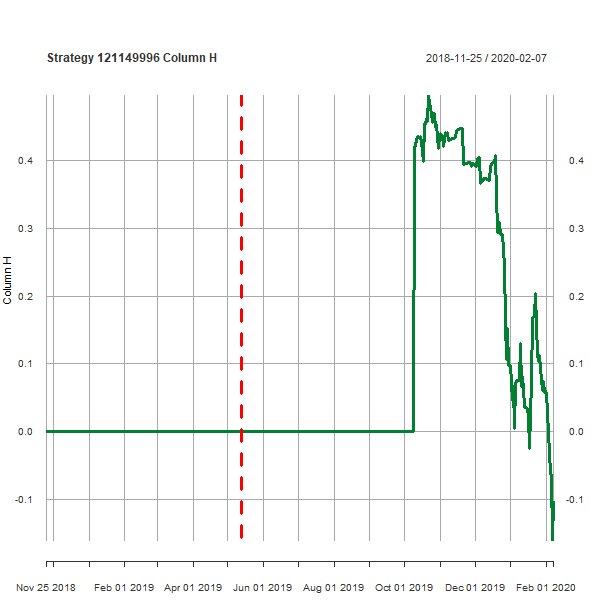 Strategy 121149996 Column H
2018-11-25 / 2020-02-07
Column H
0.4
0.3
0.2
0.1
0.0
-0.1
0.4
0.3
0.2
0.1
0.0
-0.1
Nov 25 2018
Feb 01 2019
Apr 01 2019
Jun 01 2019
Aug 01 2019
Oct 01 2019
Dec 01 2019
Feb 01 2020